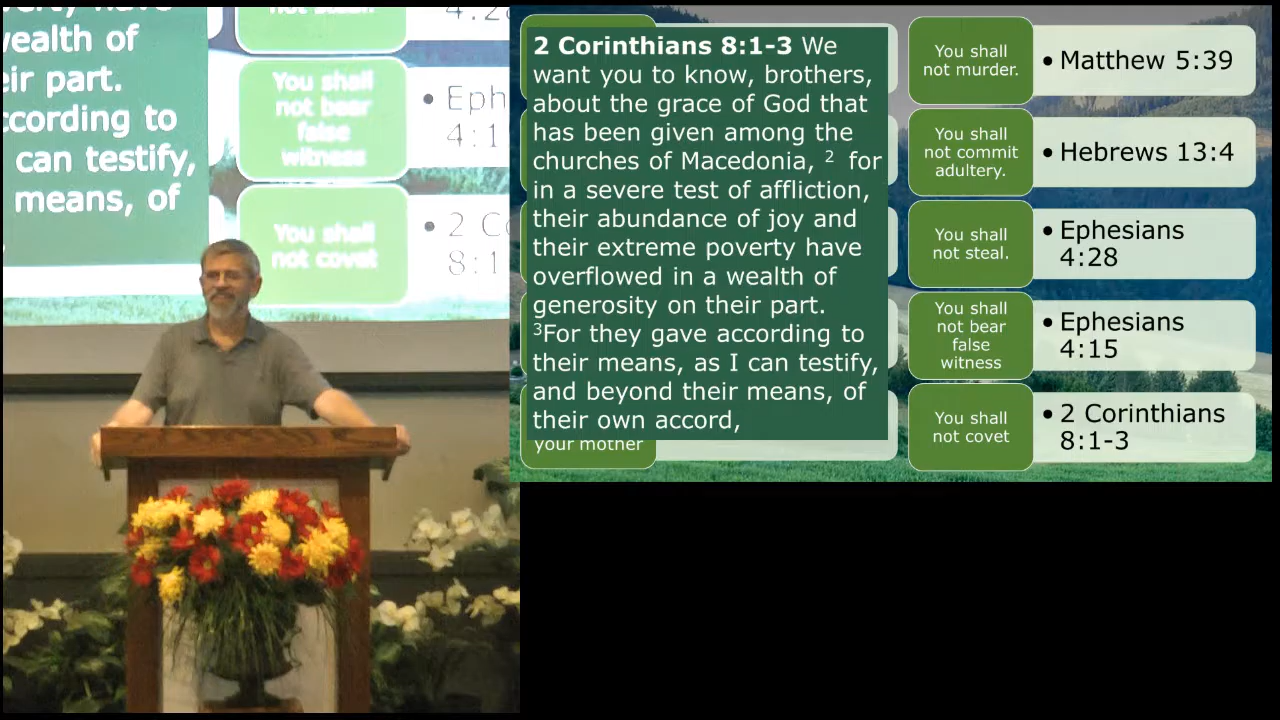 wealth of
eir part.
ccording to
can testify,
means, of
You shall
not bear
false
witness
Eph
4:1
You shall
not covet
2 C
8:1
2 Corinthians 8:1-3 We
want you to know, brothers,
about the grace of God that
has been given among the
churches of Macedonia, 2 for
in a severe test of affliction,
their abundance of joy and
their extreme poverty have
overflowed in a wealth of
generosity on their part.
3For they gave according to
their means, as I can testify,
and beyond their means, of
their own accord,
your mother
You shall
not murder.
• Matthew 5:39
You shall
not commit
adultery.
• Hebrews 13:4
You shall
not steal.
• Ephesians
4:28
You shall
not bear
false
witness
• Ephesians
4:15
You shall
not covet
• 2 Corinthians
8:1-3